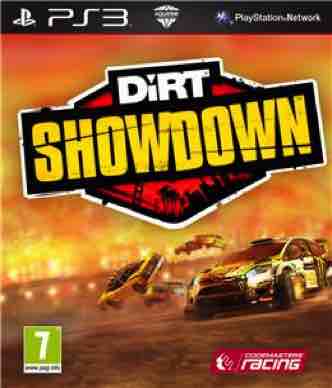 PS3
PlayStation®Network
DiRT
SHOWDOWN
7
www.pegi.info
CODEMASTERS
RACING